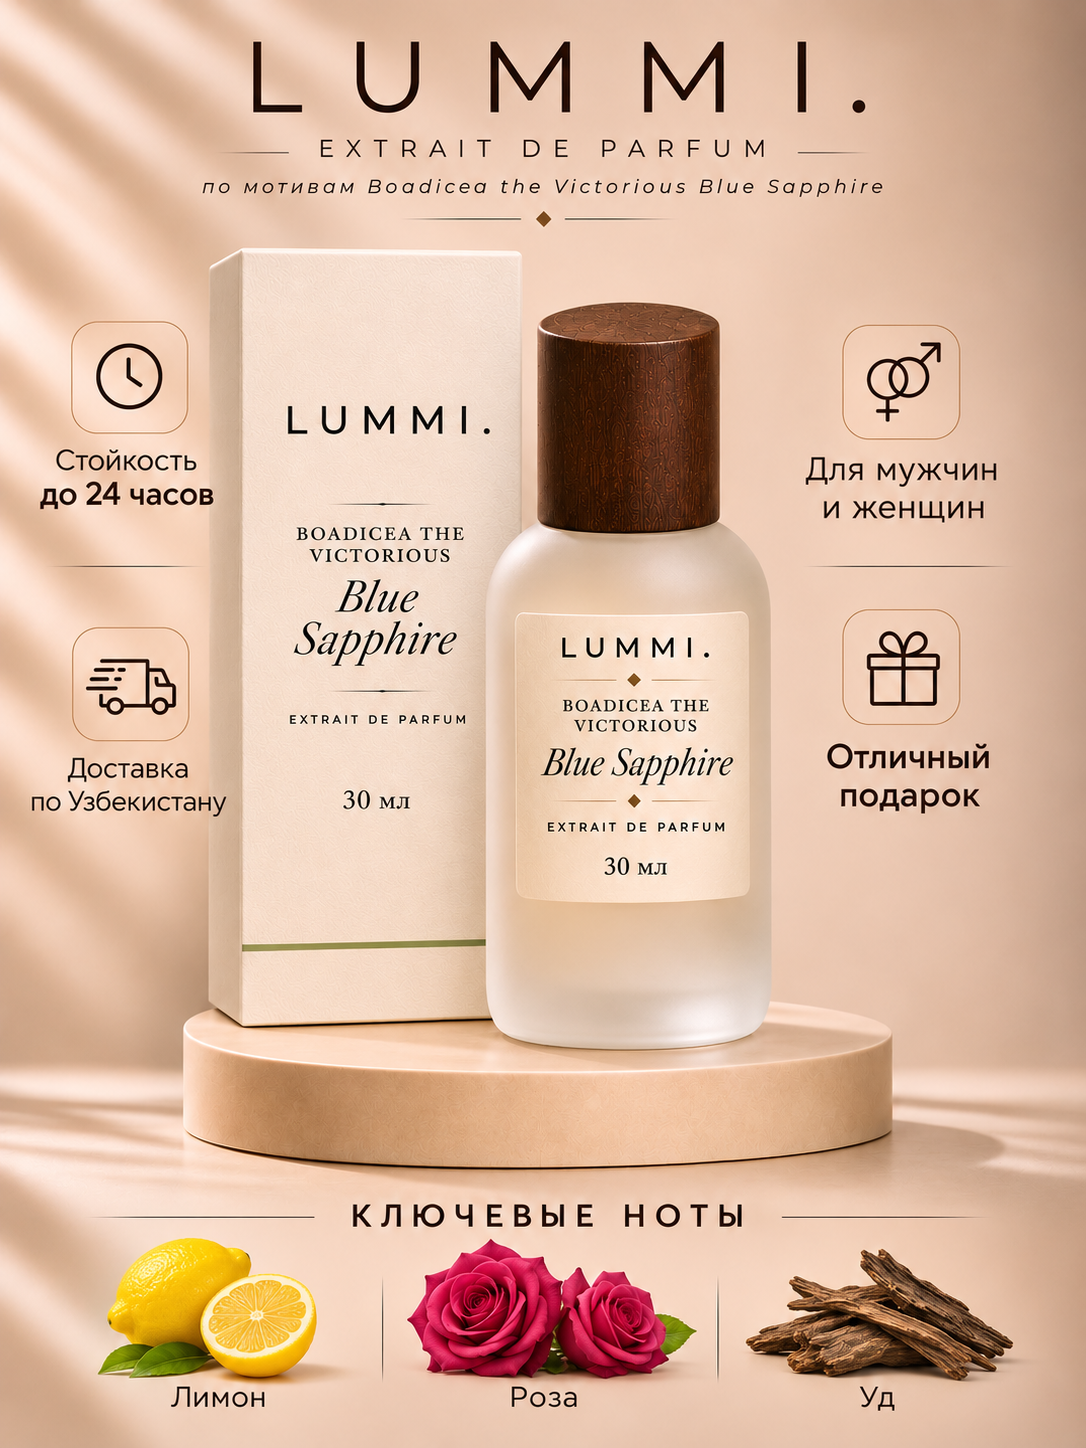 LUMMI.
EXTRAIT DE PARFUM
по мотивам Boadicea the Victorious Blue Sapphire
Стойкость
до 24 часов
Доставка
по Узбекистану
LUMMI.
BOADICEA THE
VICTORIOUS
Blue
Sapphire
EXTRAIT DE PARFUM
30 мл
LUMMI.
BOADICEA THE
VICTORIOUS
Blue Sapphire
EXTRAIT DE PARFUM
30 мл
Для мужчин
и женщин
Отличный
подарок
КЛЮЧЕВЫЕ НОТЫ
Лимон
Роза
Уд